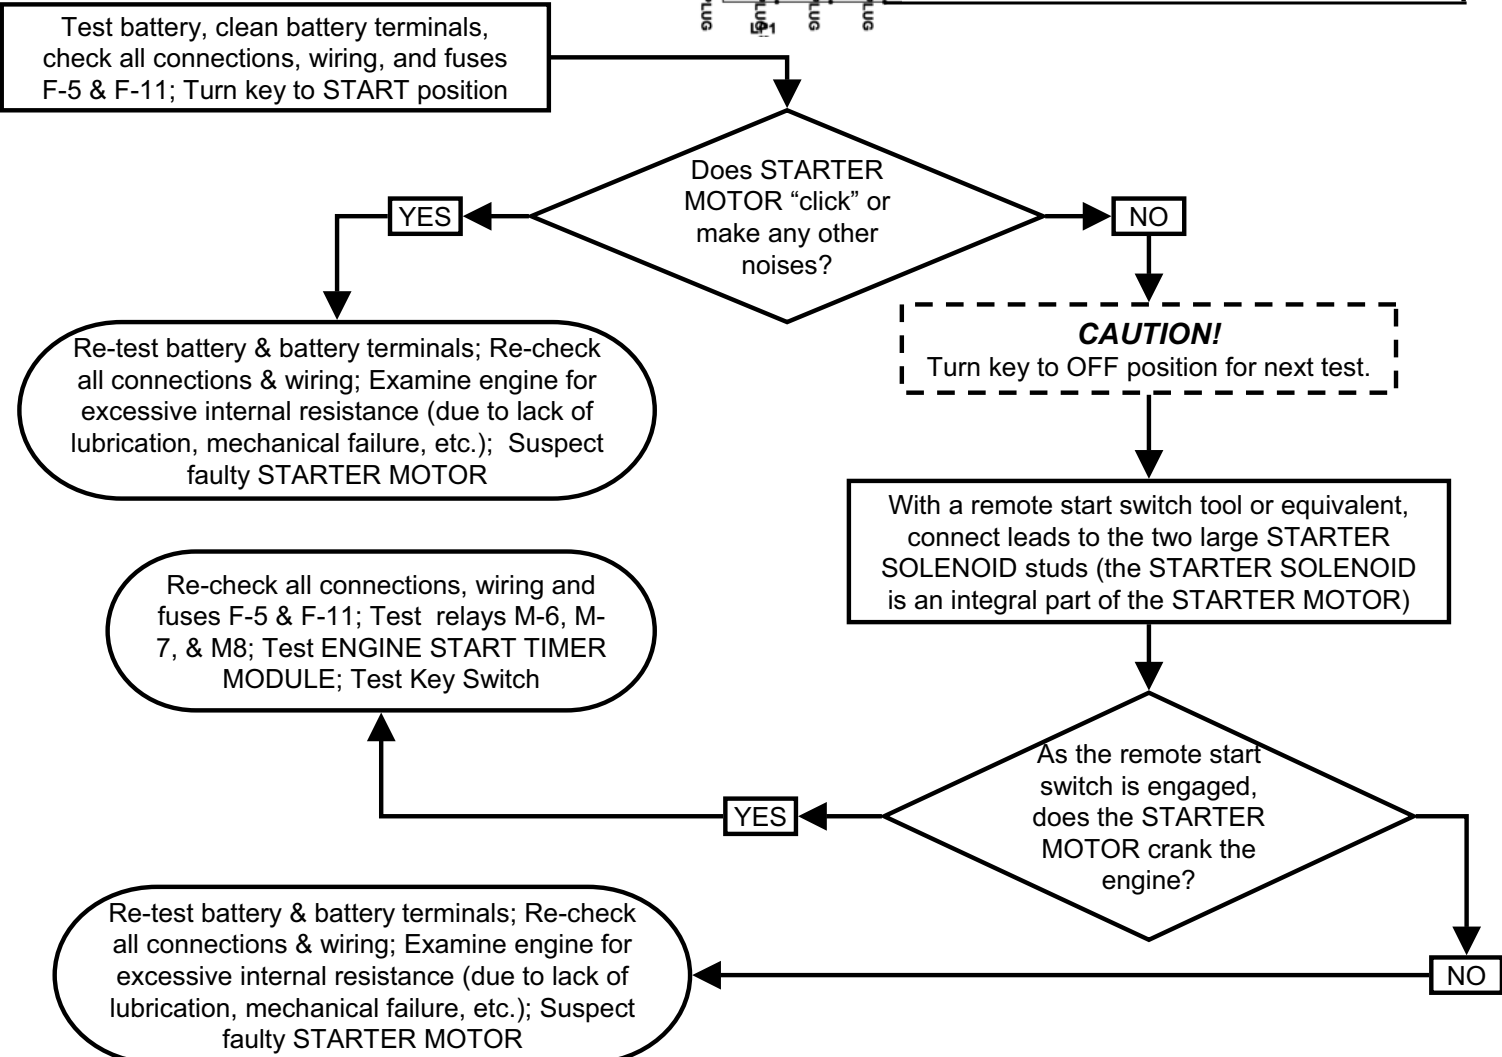 LUG
LUG
LUG
LUG
Test battery, clean battery terminals,
check all connections, wiring, and fuses
F-5 & F-11; Turn key to START position
Does STARTER
MOTOR “click” or
make any other
noises?
YES
NO
CAUTION!
Turn key to OFF position for next test.
Re-test battery & battery terminals; Re-check
all connections & wiring; Examine engine for
excessive internal resistance (due to lack of
lubrication, mechanical failure, etc.);  Suspect
faulty STARTER MOTOR
With a remote start switch tool or equivalent,
connect leads to the two large STARTER
SOLENOID studs (the STARTER SOLENOID
is an integral part of the STARTER MOTOR)
Re-check all connections, wiring and
fuses F-5 & F-11; Test  relays M-6, M-
7, & M8; Test ENGINE START TIMER
MODULE; Test Key Switch
As the remote start
switch is engaged,
does the STARTER
MOTOR crank the
engine?
YES
NO
Re-test battery & battery terminals; Re-check
all connections & wiring; Examine engine for
excessive internal resistance (due to lack of
lubrication, mechanical failure, etc.); Suspect
faulty STARTER MOTOR